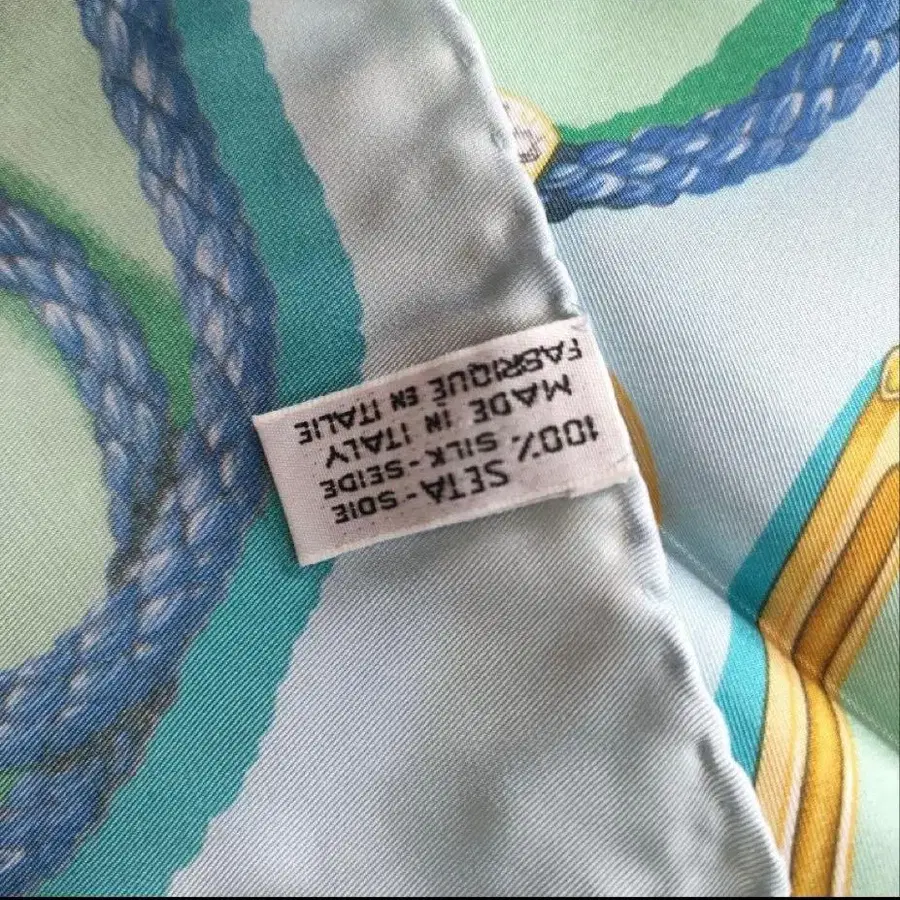 100% SETA - SOIE
SILK - SEIDE
MADE IN ITALY
FABRIQUÉ EN ITALIE